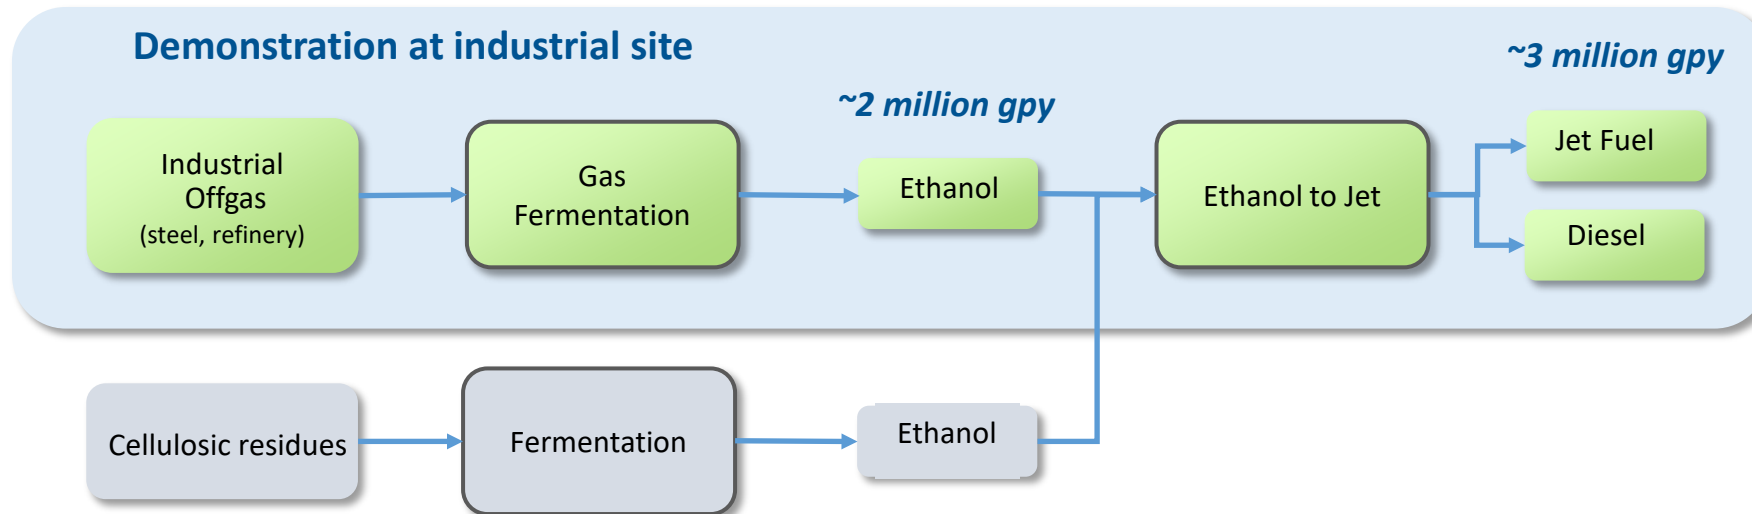 Demonstration at industrial site
~3 million gpy
~2 million gpy
Industrial
Offgas
(steel, refinery)
Gas
Fermentation
Ethanol
Ethanol to Jet
Jet Fuel
Diesel
Cellulosic residues
Fermentation
Ethanol